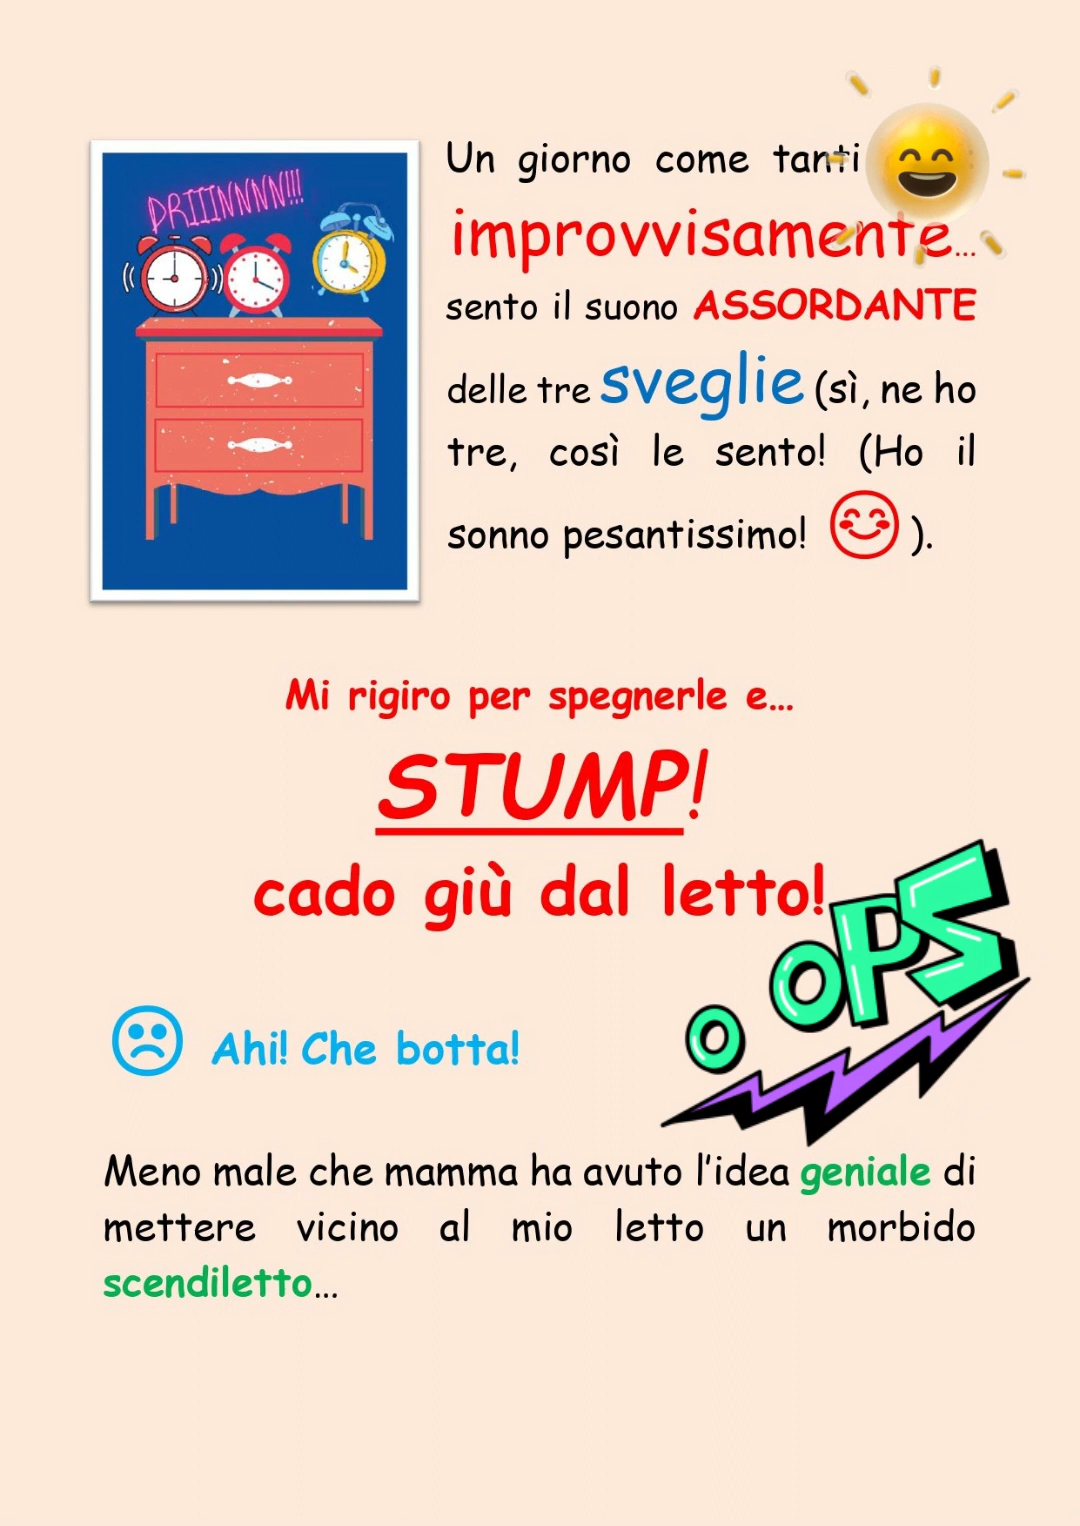 DRIIINNNN!!!
Un giorno come tanti
improvvisamente...
sento il suono ASSORDANTE
delle tre sveglie (sì, ne ho
tre, così le sento! (Ho il
sonno pesantissimo! 😊).
Mi rigiro per spegnerle e...
STUMP!
cado giù dal letto!
O OPS
☹ Ahi! Che botta!
Meno male che mamma ha avuto l'idea geniale di
mettere vicino al mio letto un morbido
scendiletto...